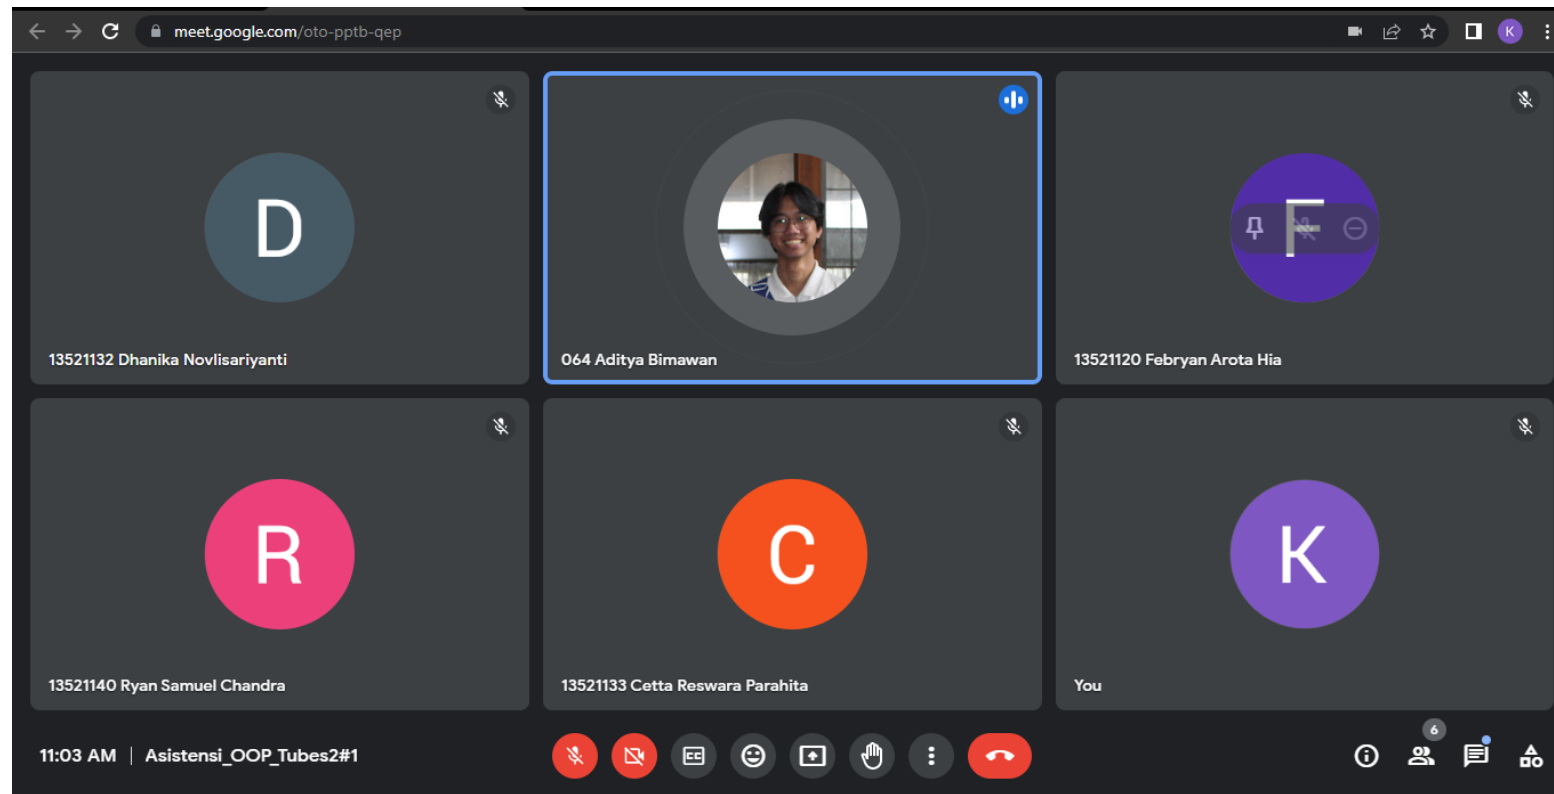 meet.google.com/oto-pptb-qep
K
D
13521132 Dhanika Novlisariyanti
064 Aditya Bimawan
F
13521120 Febryan Arota Hia
R
13521140 Ryan Samuel Chandra
C
13521133 Cetta Reswara Parahita
K
You
11:03 AM | Asistensi_OOP_Tubes2#1
CC
6